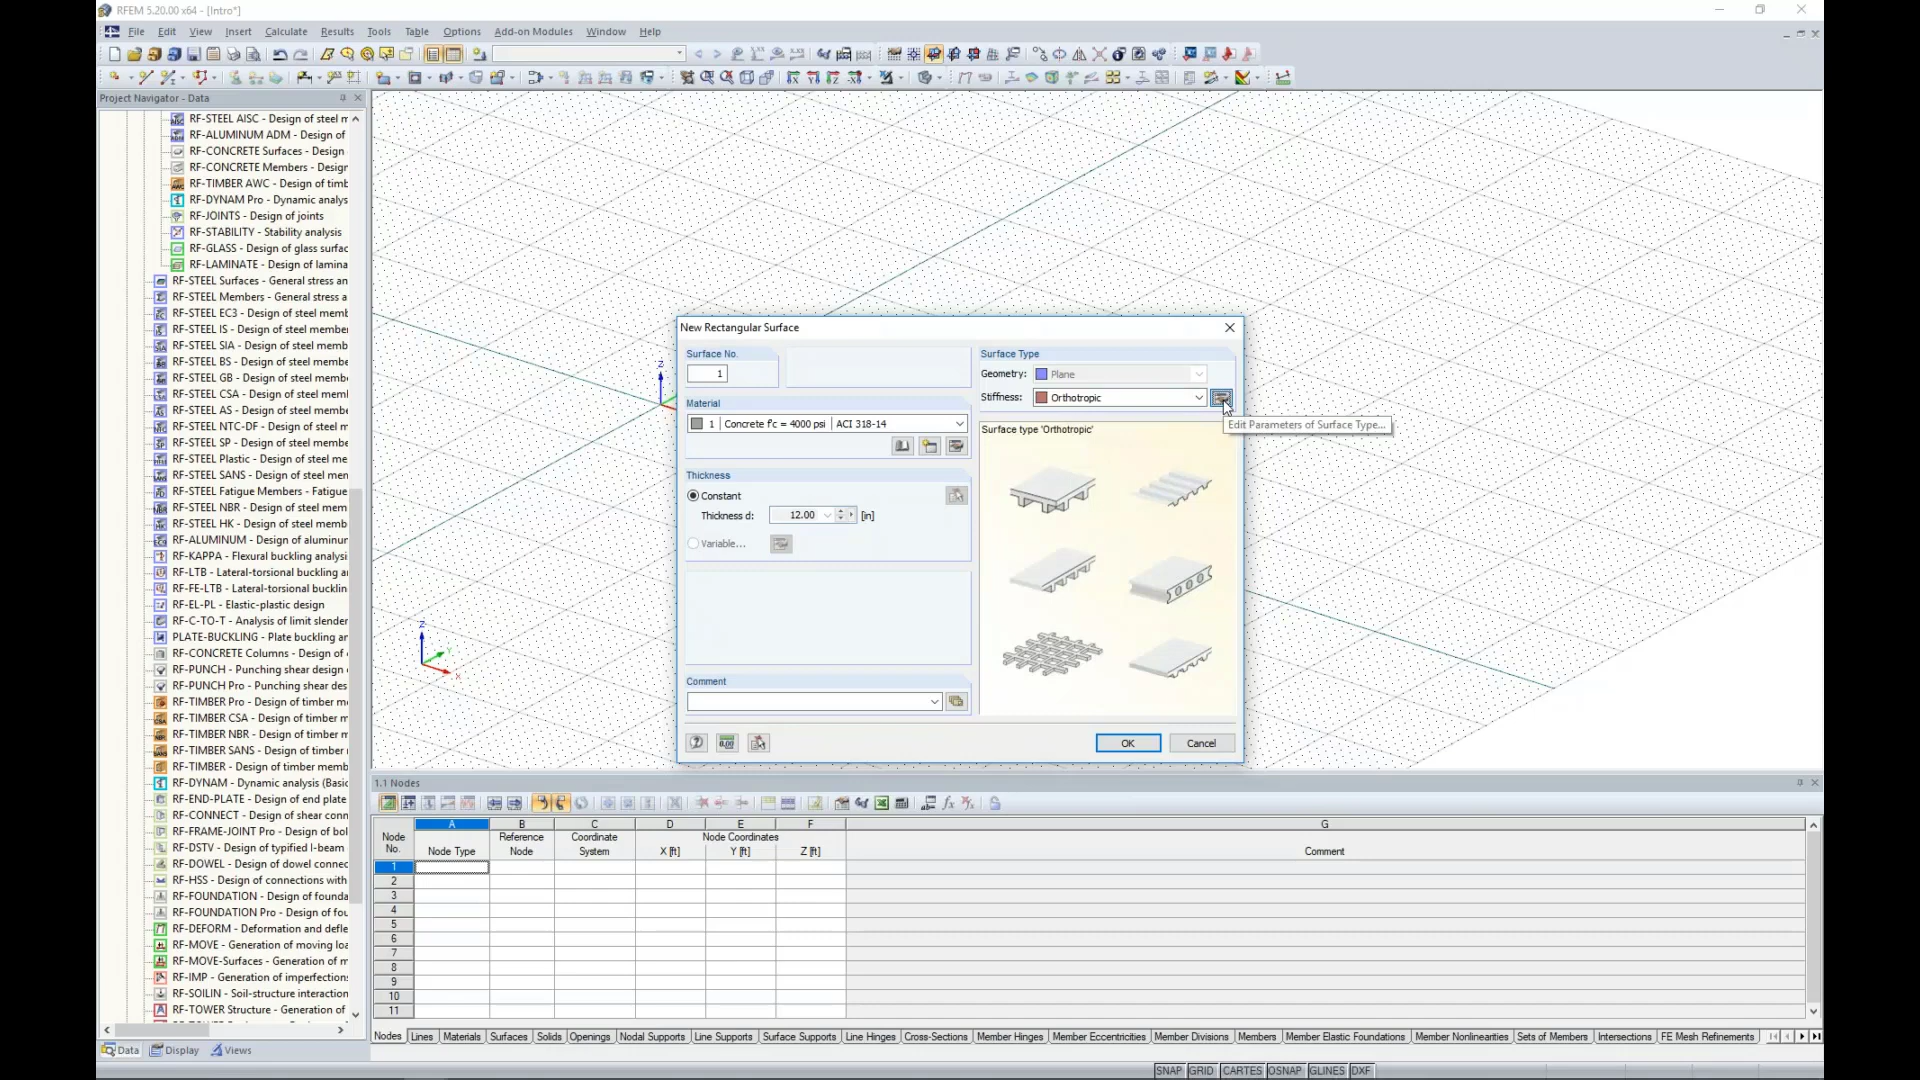 RFEM 5.20.00 x64 - [Intro*]
File Edit View Insert Calculate Results Tools Table Options Add-on Modules Window Help
Project Navigator - Data
RF-STEEL AISC - Design of steel m
RF-ALUMINUM ADM - Design of
RF-CONCRETE Surfaces - Design
RF-CONCRETE Members - Design
RF-TIMBER AWC - Design of timb
RF-DYNAM Pro - Dynamic analys
RF-JOINTS - Design of joints
RF-STABILITY - Stability analysis
RF-GLASS - Design of glass surfac
RF-LAMINATE - Design of lamina
RF-STEEL Surfaces - General stress an
RF-STEEL Members - General stress a
RF-STEEL EC3 - Design of steel memb
RF-STEEL IS - Design of steel member
RF-STEEL SIA - Design of steel membe
RF-STEEL BS - Design of steel membe
RF-STEEL GB - Design of steel membe
RF-STEEL CSA - Design of steel memb
RF-STEEL AS - Design of steel membe
RF-STEEL NTC-DF - Design of steel m
RF-STEEL SP - Design of steel membe
RF-STEEL Plastic - Design of steel me
RF-STEEL SANS - Design of steel mem
RF-STEEL Fatigue Members - Fatigue
RF-STEEL NBR - Design of steel mem
RF-STEEL HK - Design of steel memb
RF-ALUMINUM - Design of aluminur
RF-KAPPA - Flexural buckling analysi
RF-LTB - Lateral-torsional buckling a
RF-FE-LTB - Lateral-torsional bucklin
RF-EL-PL - Elastic-plastic design
RF-C-TO-T - Analysis of limit slender
PLATE-BUCKLING - Plate buckling ar
RF-CONCRETE Columns - Design of
RF-PUNCH - Punching shear design
RF-PUNCH Pro - Punching shear des
RF-TIMBER Pro - Design of timber m
RF-TIMBER CSA - Design of timber m
RF-TIMBER NBR - Design of timber m
RF-TIMBER SANS - Design of timber
RF-TIMBER - Design of timber memb
RF-DYNAM - Dynamic analysis (Basic
RF-END-PLATE - Design of end plate
RF-CONNECT - Design of shear conn
RF-FRAME-JOINT Pro - Design of bol
RF-DSTV - Design of typified I-beam
RF-DOWEL - Design of dowel connec
RF-HSS - Design of connections with
RF-FOUNDATION - Design of founda
RF-FOUNDATION Pro - Design of fou
RF-DEFORM - Deformation and defle
RF-MOVE - Generation of moving loa
RF-MOVE-Surfaces - Generation of m
RF-IMP - Generation of imperfections
RF-SOILIN - Soil-structure interaction
RF-TOWER Structure - Generation of
Data Display Views
Z
Z
Y
X
New Rectangular Surface
Surface No.
1
Material
1 Concrete f'c = 4000 psi ACI 318-14
Thickness
Constant
Thickness d: 12.00 [in]
Variable...
Comment
Surface Type
Geometry: Plane
Stiffness: Orthotropic
Edit Parameters of Surface Type...
Surface type 'Orthotropic'
OK Cancel
1.1 Nodes
A B C D E F G
Node Reference Coordinate Node Coordinates
No. Node Type Node System X [ft] Y [ft] Z [ft] Comment
1
2
3
4
5
6
7
8
9
10
11
Nodes Lines Materials Surfaces Solids Openings Nodal Supports Line Supports Surface Supports Line Hinges Cross-Sections Member Hinges Member Eccentricities Member Divisions Members Member Elastic Foundations Member Nonlinearities Sets of Members Intersections FE Mesh Refinements
SNAP GRID CARTES OSNAP GLINES DXF